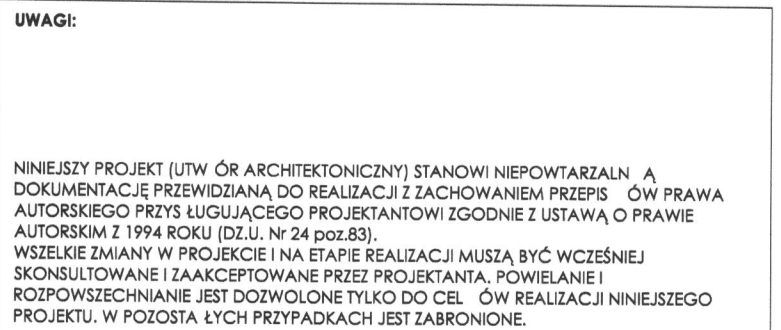 UWAGI:
NINIEJSZY PROJEKT (UTW ÓR ARCHITEKTONICZNY) STANOWI NIEPOWTARZALN Ą
DOKUMENTACJĘ PRZEWIDZIANĄ DO REALIZACJI Z ZACHOWANIEM PRZEPIS ÓW PRAWA
AUTORSKIEGO PRZYS ŁUGUJĄCEGO PROJEKTANTOWI ZGODNIE Z USTAWĄ O PRAWIE
AUTORSKIM Z 1994 ROKU (DZ.U. Nr 24 poz.83).
WSZELKIE ZMIANY W PROJEKCIE I NA ETAPIE REALIZACJI MUSZĄ BYĆ WCZEŚNIEJ
SKONSULTOWANE I ZAAKCEPTOWANE PRZEZ PROJEKTANTA. POWIELANIE I
ROZPOWSZECHNIANIE JEST DOZWOLONE TYLKO DO CEL ÓW REALIZACJI NINIEJSZEGO
PROJEKTU. W POZOSTA ŁYCH PRZYPADKACH JEST ZABRONIONE.